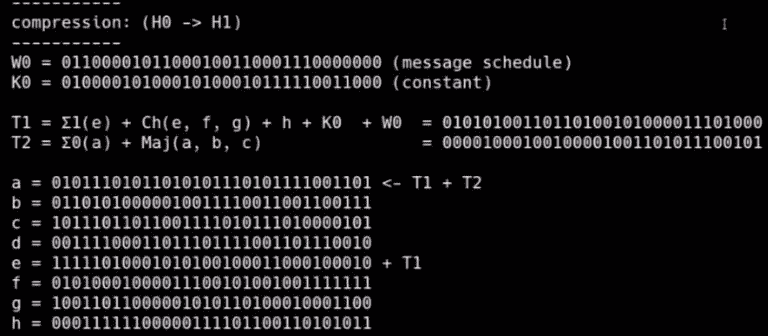 -----------
compression: (H0 -> H1)
-----------
W0 = 01100001011000100110001110000000 (message schedule)
K0 = 01000010100010100010111110011000 (constant)
T1 = Σ1(e) + Ch(e, f, g) + h + K0  + W0  = 01010100110110100101000011101000
T2 = Σ0(a) + Maj(a, b, c)                = 00001000100100001001101011100101
a = 01011101011010101110101111001101 <- T1 + T2
b = 01101010000010011110011001100111
c = 10111011011001111010111010000101
d = 00111100011011101111001101110010
e = 11111010001010100100011000100010 + T1
f = 01010001000011100101001001111111
g = 10011011000001010110100010001100
h = 00011111100000111101100110101011